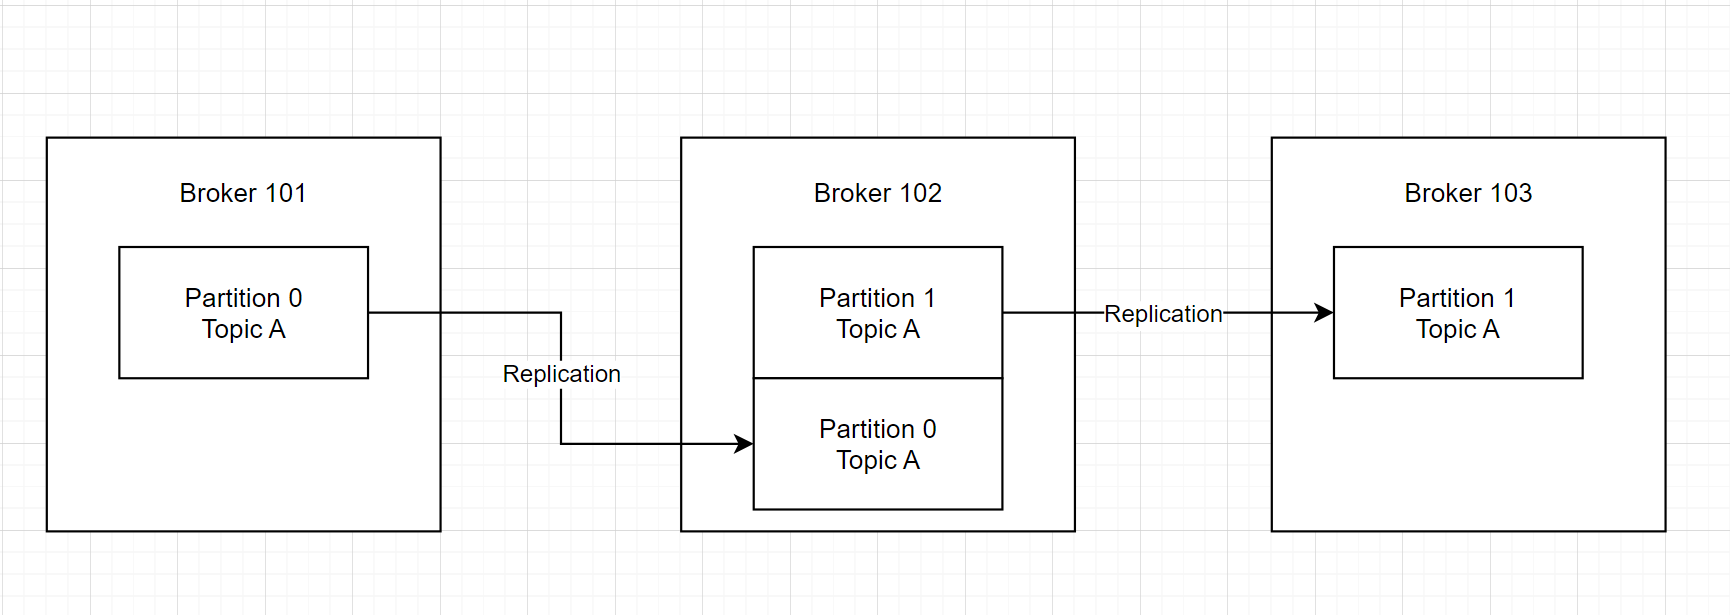 Broker 101
Partition 0
Topic A
Replication
Broker 102
Partition 1
Topic A
Partition 0
Topic A
Replication
Broker 103
Partition 1
Topic A